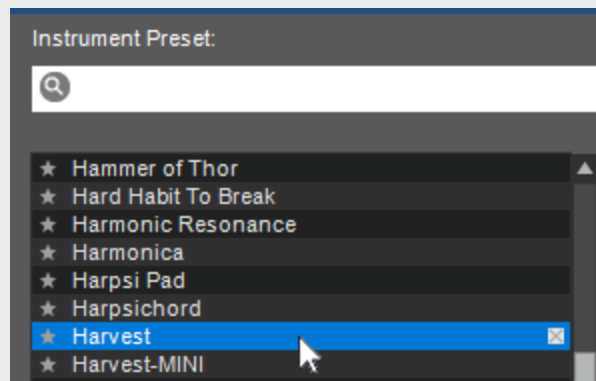 Instrument Preset:
Hammer of Thor
Hard Habit To Break
Harmonic Resonance
Harmonica
Harpsi Pad
Harpsichord
Harvest
Harvest-MINI